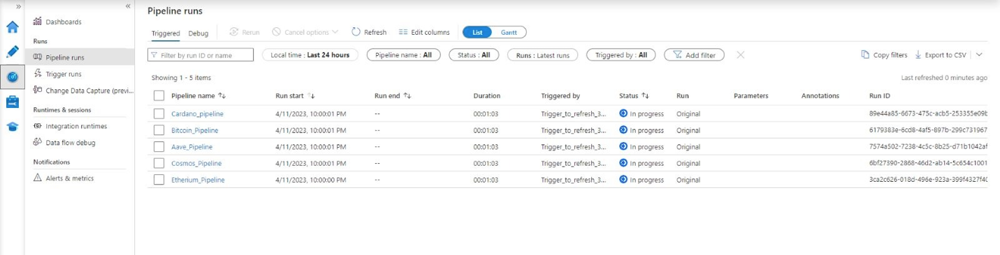 Pipeline runs
Triggered Debug Rerun Cancel options Refresh Edit columns List Gantt
Filter by run ID or name Local time : Last 24 hours Pipeline name : All Status : All Runs : Latest runs Triggered by : All Add filter Copy filters Export to CSV
Showing 1 - 5 items Last refreshed 0 minutes ago
Pipeline name Run start Run end Duration Triggered by Status Run Parameters Annotations Run ID
Cardano_pipeline 4/11/2023, 10:00:01 PM -- 00:01:03 Trigger_to_refresh_3... In progress Original 89e44a85-6673-475c-acb5-253355e09b
Bitcoin_Pipeline 4/11/2023, 10:00:01 PM -- 00:01:03 Trigger_to_refresh_3... In progress Original 6179383e-6cd8-4af5-897b-299c731967
Aave_Pipeline 4/11/2023, 10:00:01 PM -- 00:01:03 Trigger_to_refresh_3... In progress Original 7574a502-7238-4c5c-8b25-d71b1042af
Cosmos_Pipeline 4/11/2023, 10:00:01 PM -- 00:01:03 Trigger_to_refresh_3... In progress Original 6bf27390-2868-46d2-ab14-5c654c1001
Etherium_Pipeline 4/11/2023, 10:00:00 PM -- 00:01:03 Trigger_to_refresh_3... In progress Original 3ca2c626-018d-496e-923a-399f4327f40
Dashboards
Runs
Pipeline runs
Trigger runs
Change Data Capture (previ...
Runtimes & sessions
Integration runtimes
Data flow debug
Notifications
Alerts & metrics